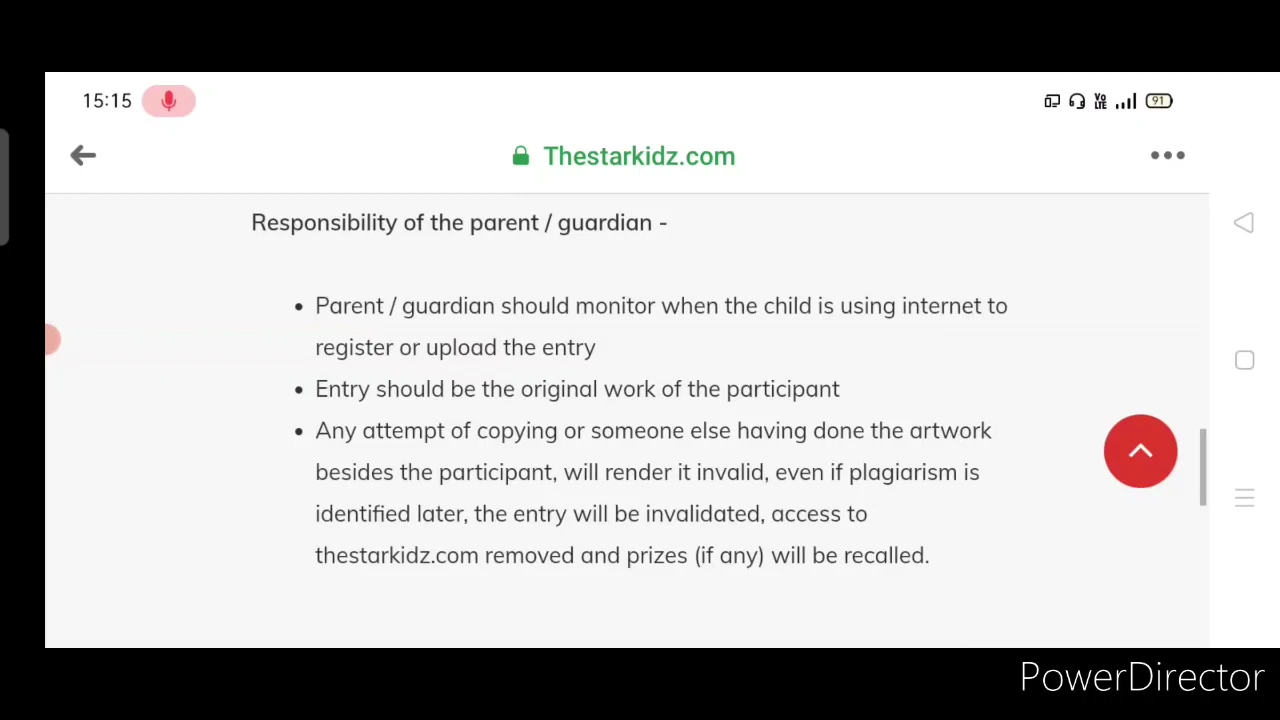 15:15
Vo
LTE
91
Thestarkidz.com
Responsibility of the parent / guardian -
• Parent / guardian should monitor when the child is using internet to
register or upload the entry
• Entry should be the original work of the participant
• Any attempt of copying or someone else having done the artwork
besides the participant, will render it invalid, even if plagiarism is
identified later, the entry will be invalidated, access to
thestarkidz.com removed and prizes (if any) will be recalled.
PowerDirector